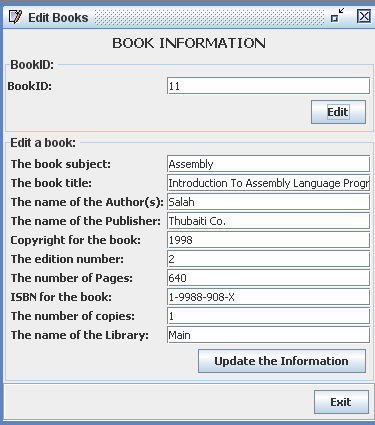 Edit Books
BOOK INFORMATION
BookID:
BookID: 11
Edit
Edit a book:
The book subject: Assembly
The book title: Introduction To Assembly Language Progr
The name of the Author(s): Salah
The name of the Publisher: Thubaiti Co.
Copyright for the book: 1998
The edition number: 2
The number of Pages: 640
ISBN for the book: 1-9988-908-X
The number of copies: 1
The name of the Library: Main
Update the Information
Exit